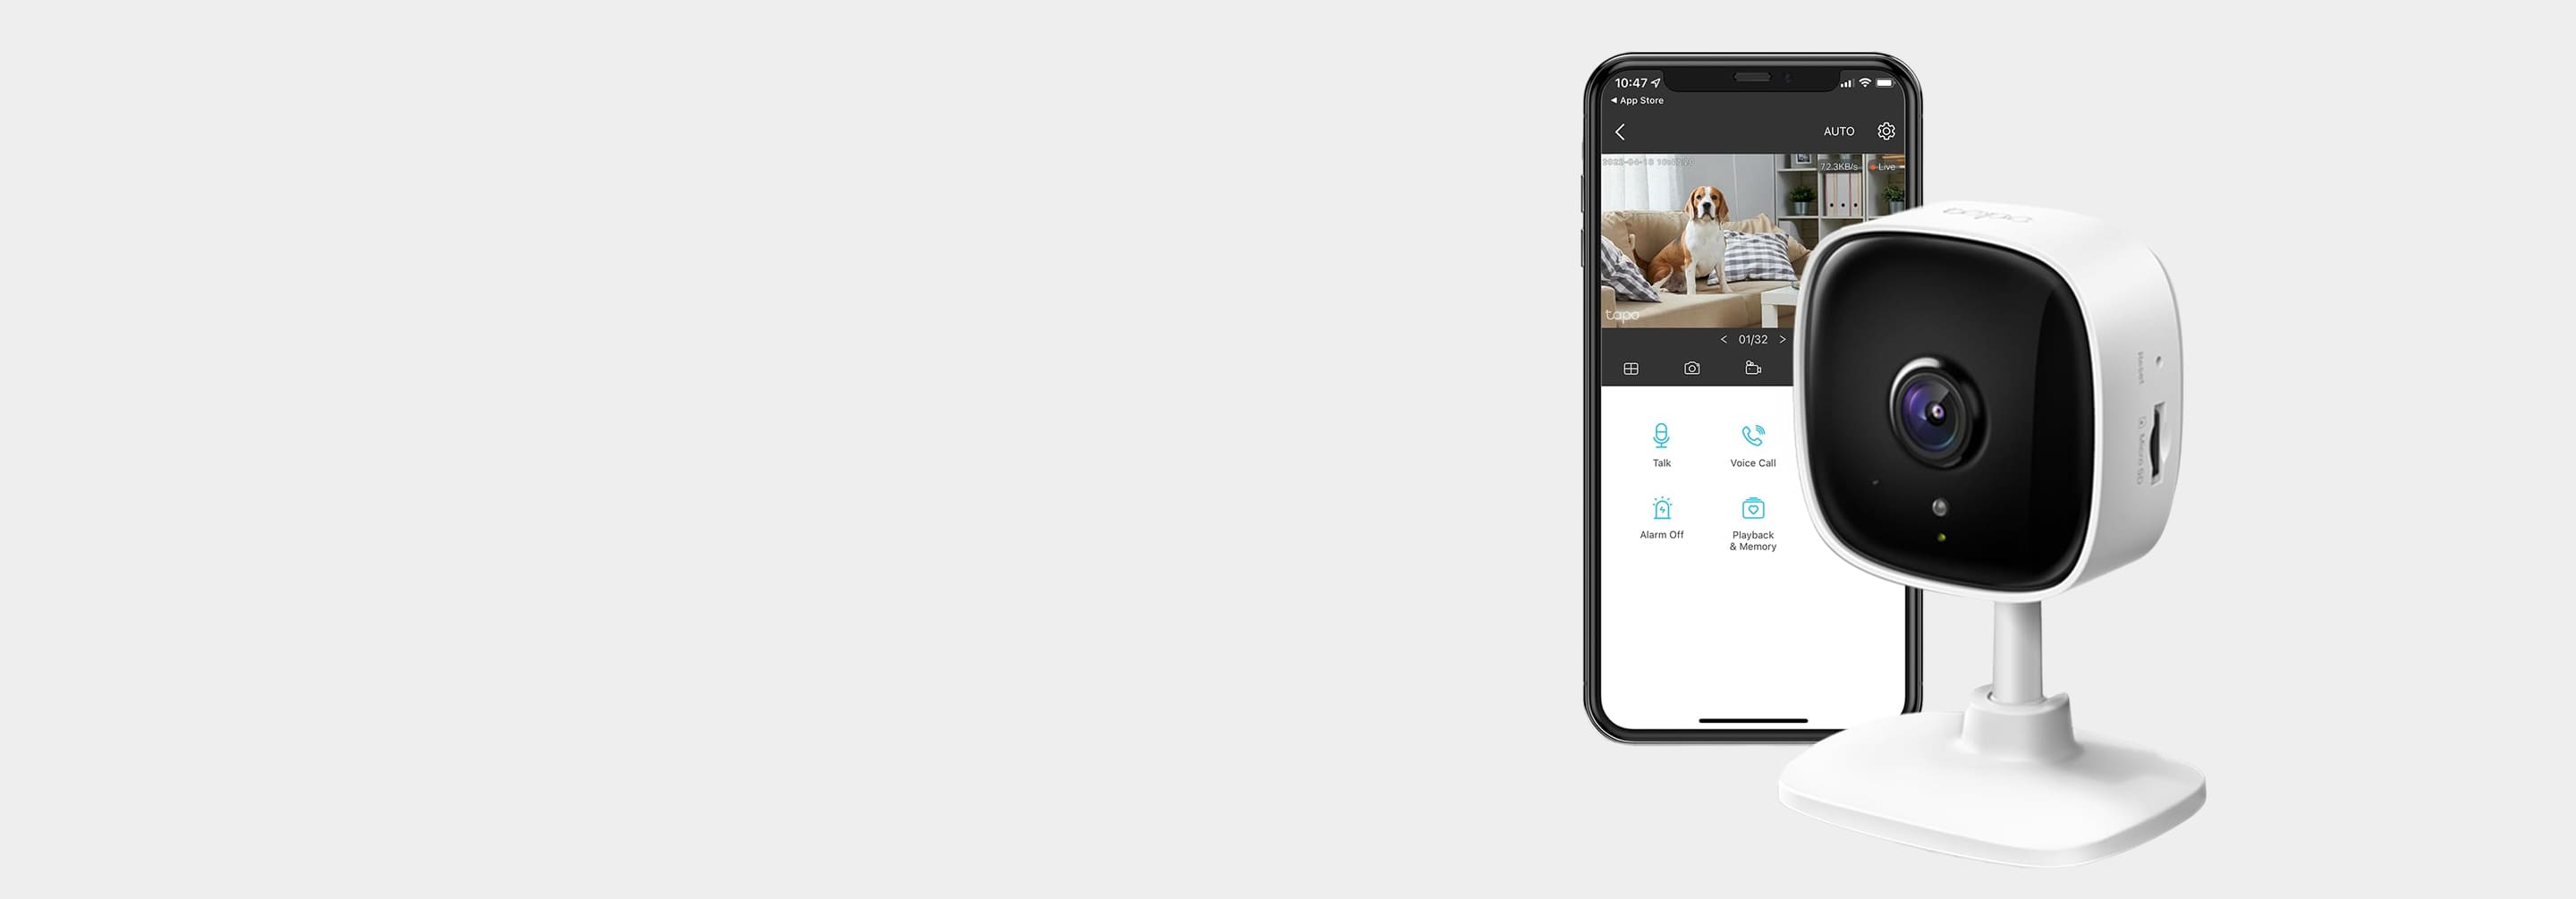 10:47
App Store
AUTO
72.3KB/s
Live
tapo
tapo
01/32
Talk
Voice Call
Alarm Off
Playback
& Memory
Reset
Micro SD